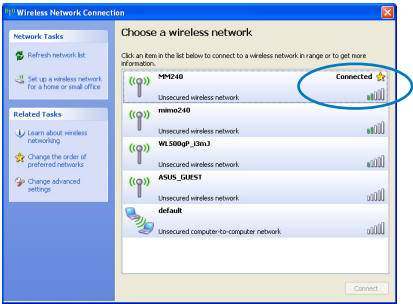 Wireless Network Connection
Network Tasks
Refresh network list
Set up a wireless network
for a home or small office
Related Tasks
Learn about wireless
networking
Change the order of
preferred networks
Change advanced
settings
Choose a wireless network
Click an item in the list below to connect to a wireless network in range or to get more
information.
MM240
Connected
Unsecured wireless network
mimo240
Unsecured wireless network
WL500gP_i3mJ
Unsecured wireless network
ASUS_GUEST
Unsecured wireless network
default
Unsecured computer-to-computer network
Connect